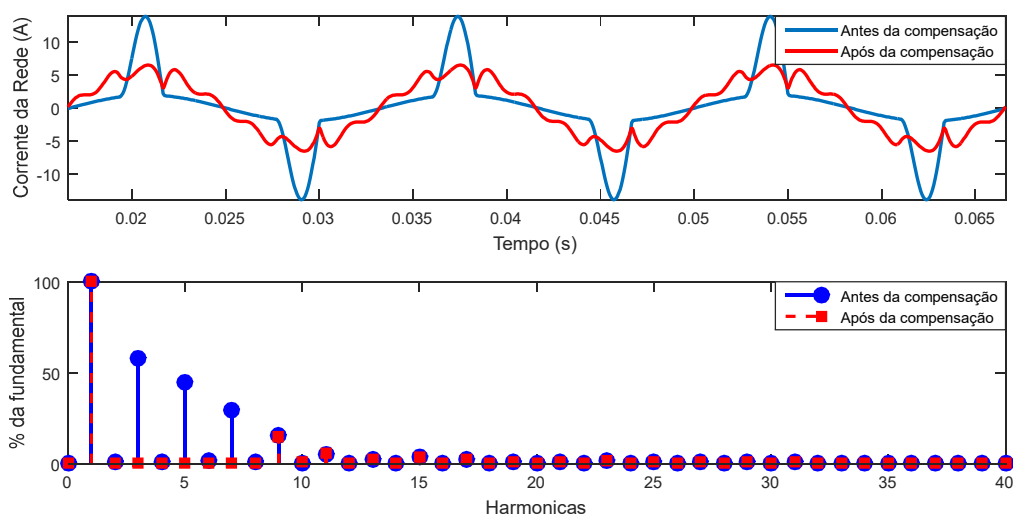 Corrente da Rede (A)
10
5
0
-5
-10
Antes da compensação
Após da compensação
0.02 0.025 0.03 0.035 0.04 0.045 0.05 0.055 0.06 0.065
Tempo (s)
% da fundamental
100
50
0
Antes da compensação
Após da compensação
0 5 10 15 20 25 30 35 40
Harmonicas